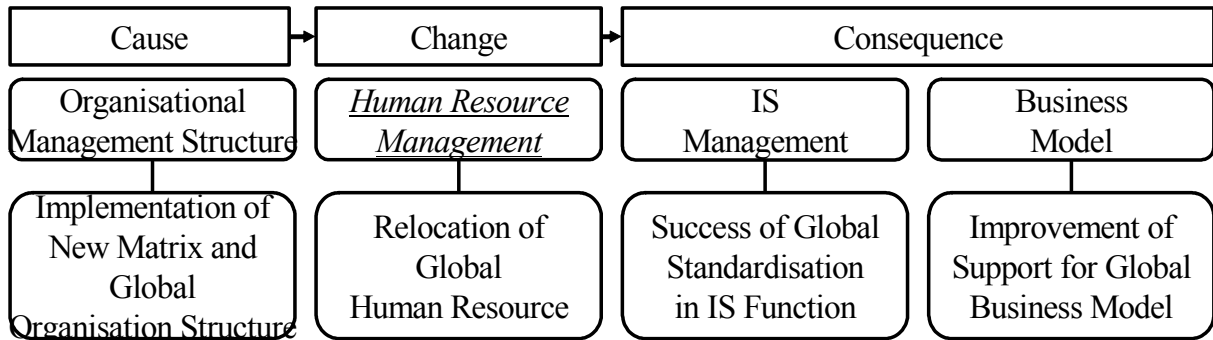 Cause
Change
Consequence
Organisational
Management Structure
Human Resource
Management
IS
Management
Business
Model
Implementation of
New Matrix and
Global
Organisation Structure
Relocation of
Global
Human Resource
Success of Global
Standardisation
in IS Function
Improvement of
Support for Global
Business Model